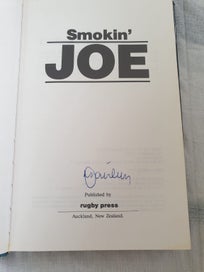 Smokin'
JOE
Published by
rugby press
Auckland, New Zealand.